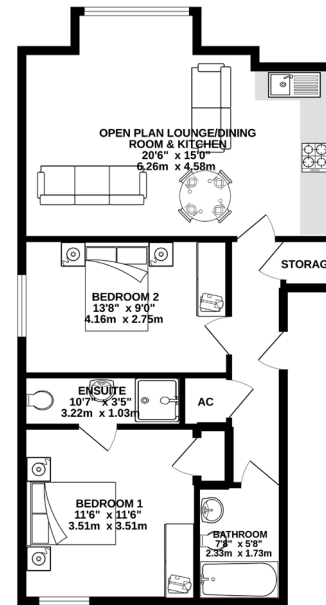 OPEN PLAN LOUNGE/DINING
ROOM & KITCHEN
20'6" x 15'0"
6.26m x 4.58m
STORAG
BEDROOM 2
13'8" x 9'0"
4.16m x 2.75m
ENSUITE
10'7" x 3'5"
3.22m x 1.03m
AC
BEDROOM 1
11'6" x 11'6"
3.51m x 3.51m
BATHROOM
7'8" x 5'8"
2.33m x 1.73m